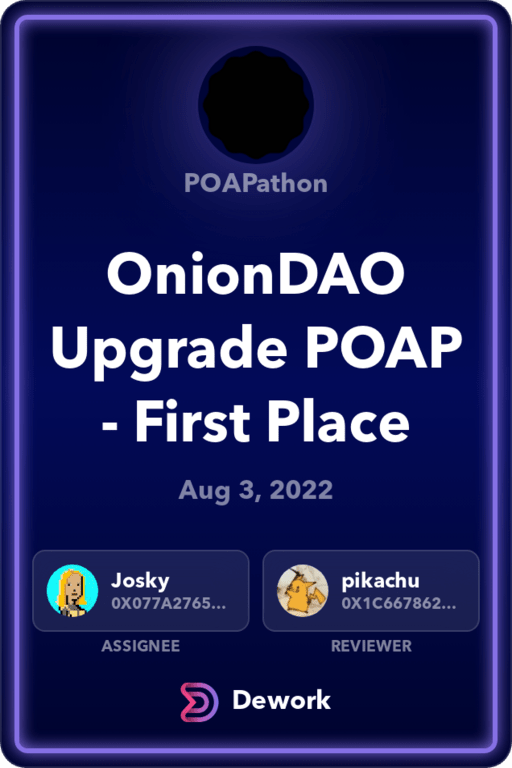 POAPathon
OnionDAO
Upgrade POAP
- First Place
Aug 3, 2022
Josky
0X077A2765...
pikachu
0X1C667862...
ASSIGNEE
REVIEWER
Dework